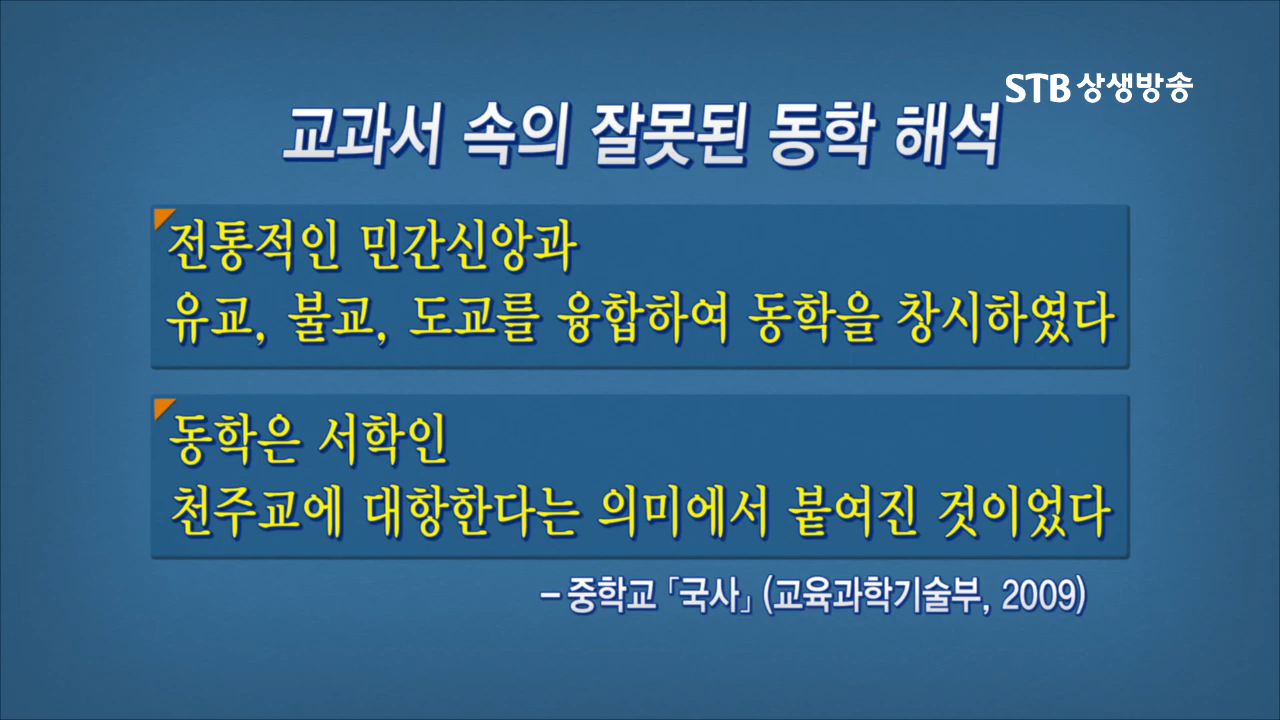 STB 상생방송
교과서 속의 잘못된 동학 해석
전통적인 민간신앙과
유교, 불교, 도교를 융합하여 동학을 창시하였다
동학은 서학인
천주교에 대항한다는 의미에서 붙여진 것이었다
– 중학교 「국사」 (교육과학기술부, 2009)